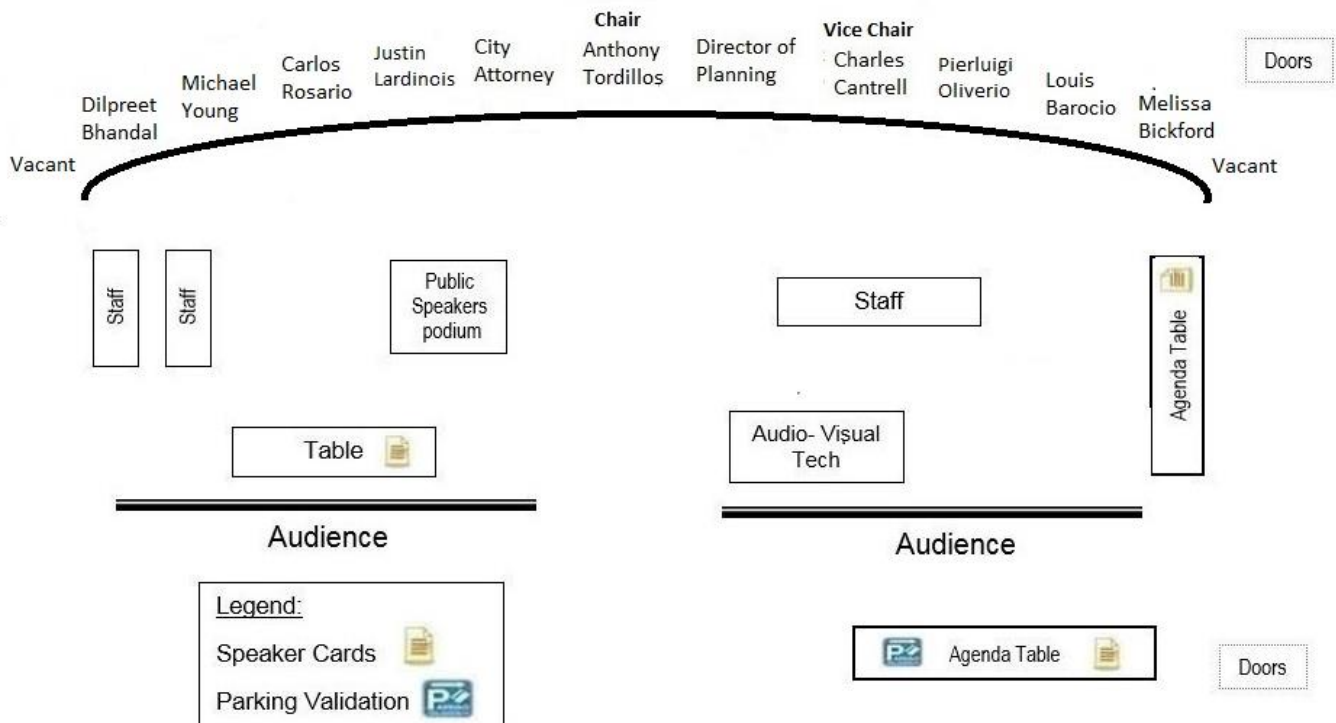 Vacant
Dilpreet
Bhandal
Michael
Young
Carlos
Rosario
Justin
Lardincis
City
Attorney
Chair
Anthony
Tordillos
Director of
Planning
Vice Chair
Charles
Cantrell
Pierluigi
Oliverio
Louis
Barocio
Melissa
Bickford
Vacant
Doors
Staff
Staff
Public
Speakers
podium
Staff
Agenda Table
Table
Audio- Visual
Tech
Audience
Audience
Legend:
Speaker Cards
Parking Validation
Agenda Table
Doors